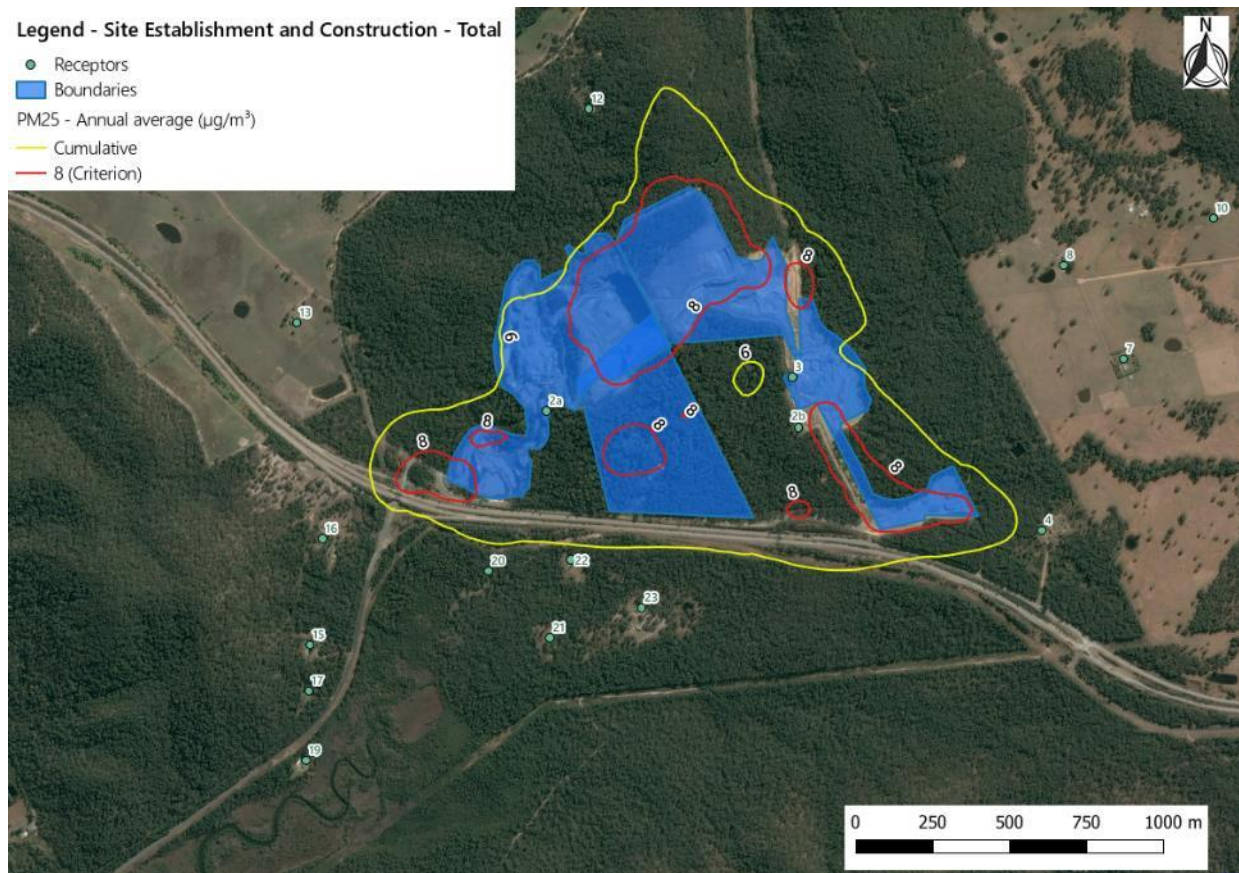 Legend - Site Establishment and Construction - Total
Receptors
Boundaries
PM25 - Annual average (µg/m³)
Cumulative
8 (Criterion)
N
12
10
8
8
13
8
6
7
6
3
2a
8
2b
8
8
8
8
8
4
16
22
20
23
21
15
17
19
0 250 500 750 1000 m